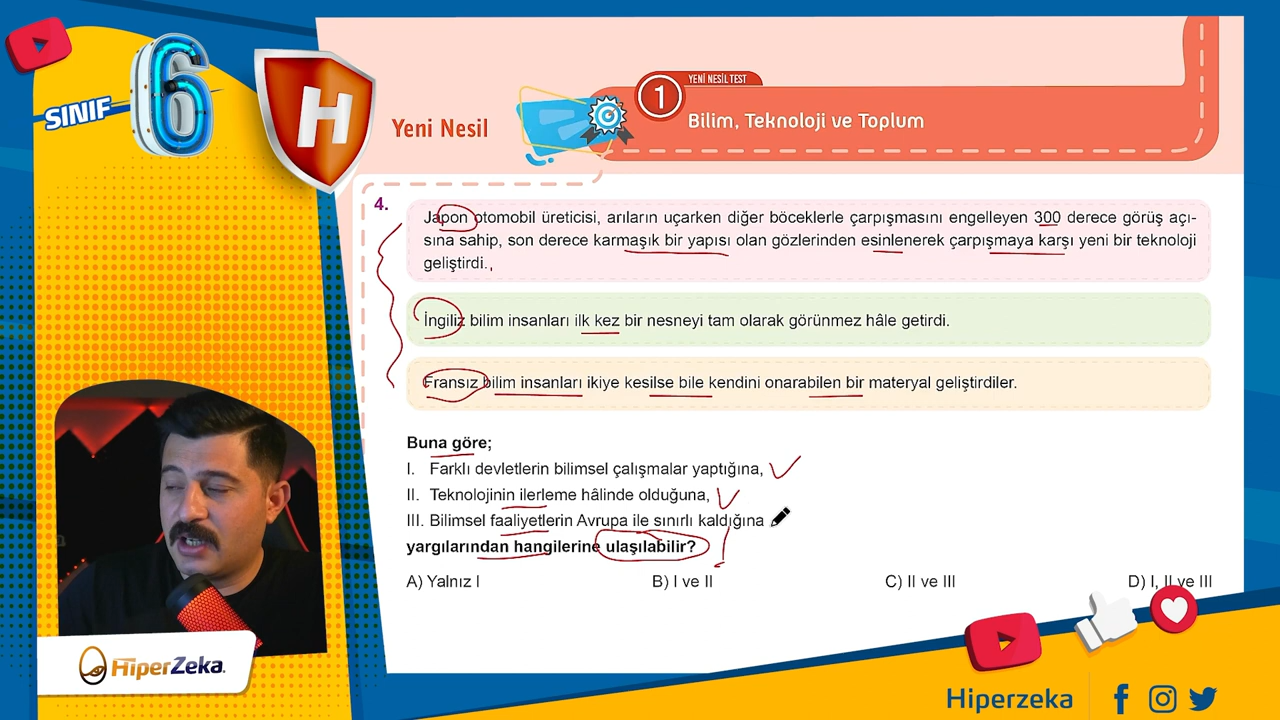 SINIF 6
H
Yeni Nesil
1
YENİ NESİL TEST
Bilim, Teknoloji ve Toplum
4.
Japon otomobil üreticisi, arıların uçarken diğer böceklerle çarpışmasını engelleyen 300 derece görüş açı-
sına sahip, son derece karmaşık bir yapısı olan gözlerinden esinlenerek çarpışmaya karşı yeni bir teknoloji
geliştirdi.
İngiliz bilim insanları ilk kez bir nesneyi tam olarak görünmez hâle getirdi.
Fransız bilim insanları ikiye kesilse bile kendini onarabilen bir materyal geliştirdiler.
Buna göre;
I. Farklı devletlerin bilimsel çalışmalar yaptığına,
II. Teknolojinin ilerleme hâlinde olduğuna,
III. Bilimsel faaliyetlerin Avrupa ile sınırlı kaldığına
yargılarından hangilerine ulaşılabilir?
A) Yalnız I B) I ve II C) II ve III D) I, II ve III
HiperZeka.
Hiperzeka